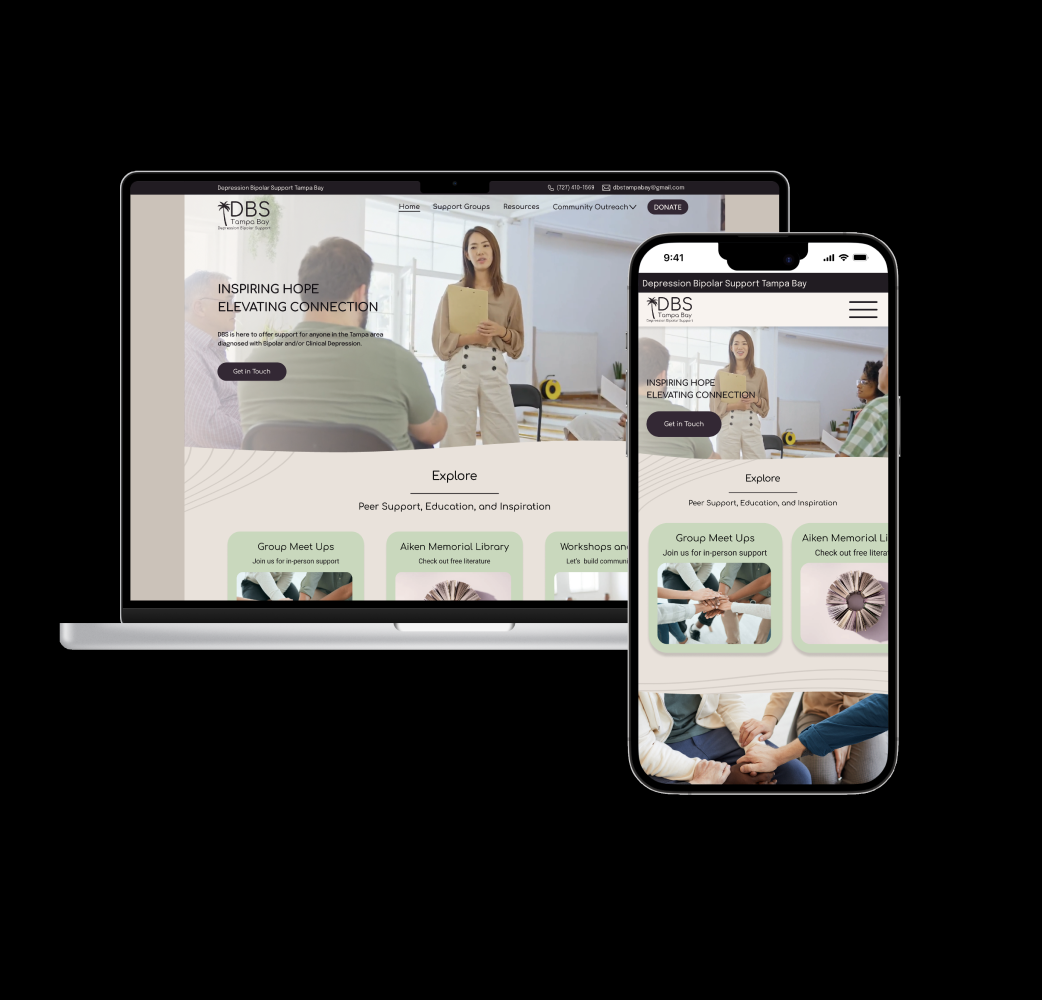 Depression Bipolar Support Tampa Bay
(727) 410-1569
dbstampabay@gmail.com
DBS
Tampa Bay
Depression Bipolar Support
Home
Support Groups
Resources
Community Outreach
DONATE
INSPIRING HOPE
ELEVATING CONNECTION
DBS is here to offer support for anyone in the Tampa area
diagnosed with Bipolar and/or Clinical Depression.
Get in Touch
Explore
Peer Support, Education, and Inspiration
Group Meet Ups
Join us for in-person support
Aiken Memorial Library
Check out free literature
Workshops an
Let's build communi
9:41
Depression Bipolar Support Tampa Bay
DBS
Tampa Bay
Depression Bipolar Support
INSPIRING HOPE
ELEVATING CONNECTION
Get in Touch
Explore
Peer Support, Education, and Inspiration
Group Meet Ups
Join us for in-person support
Aiken Memorial Li
Check out free litera